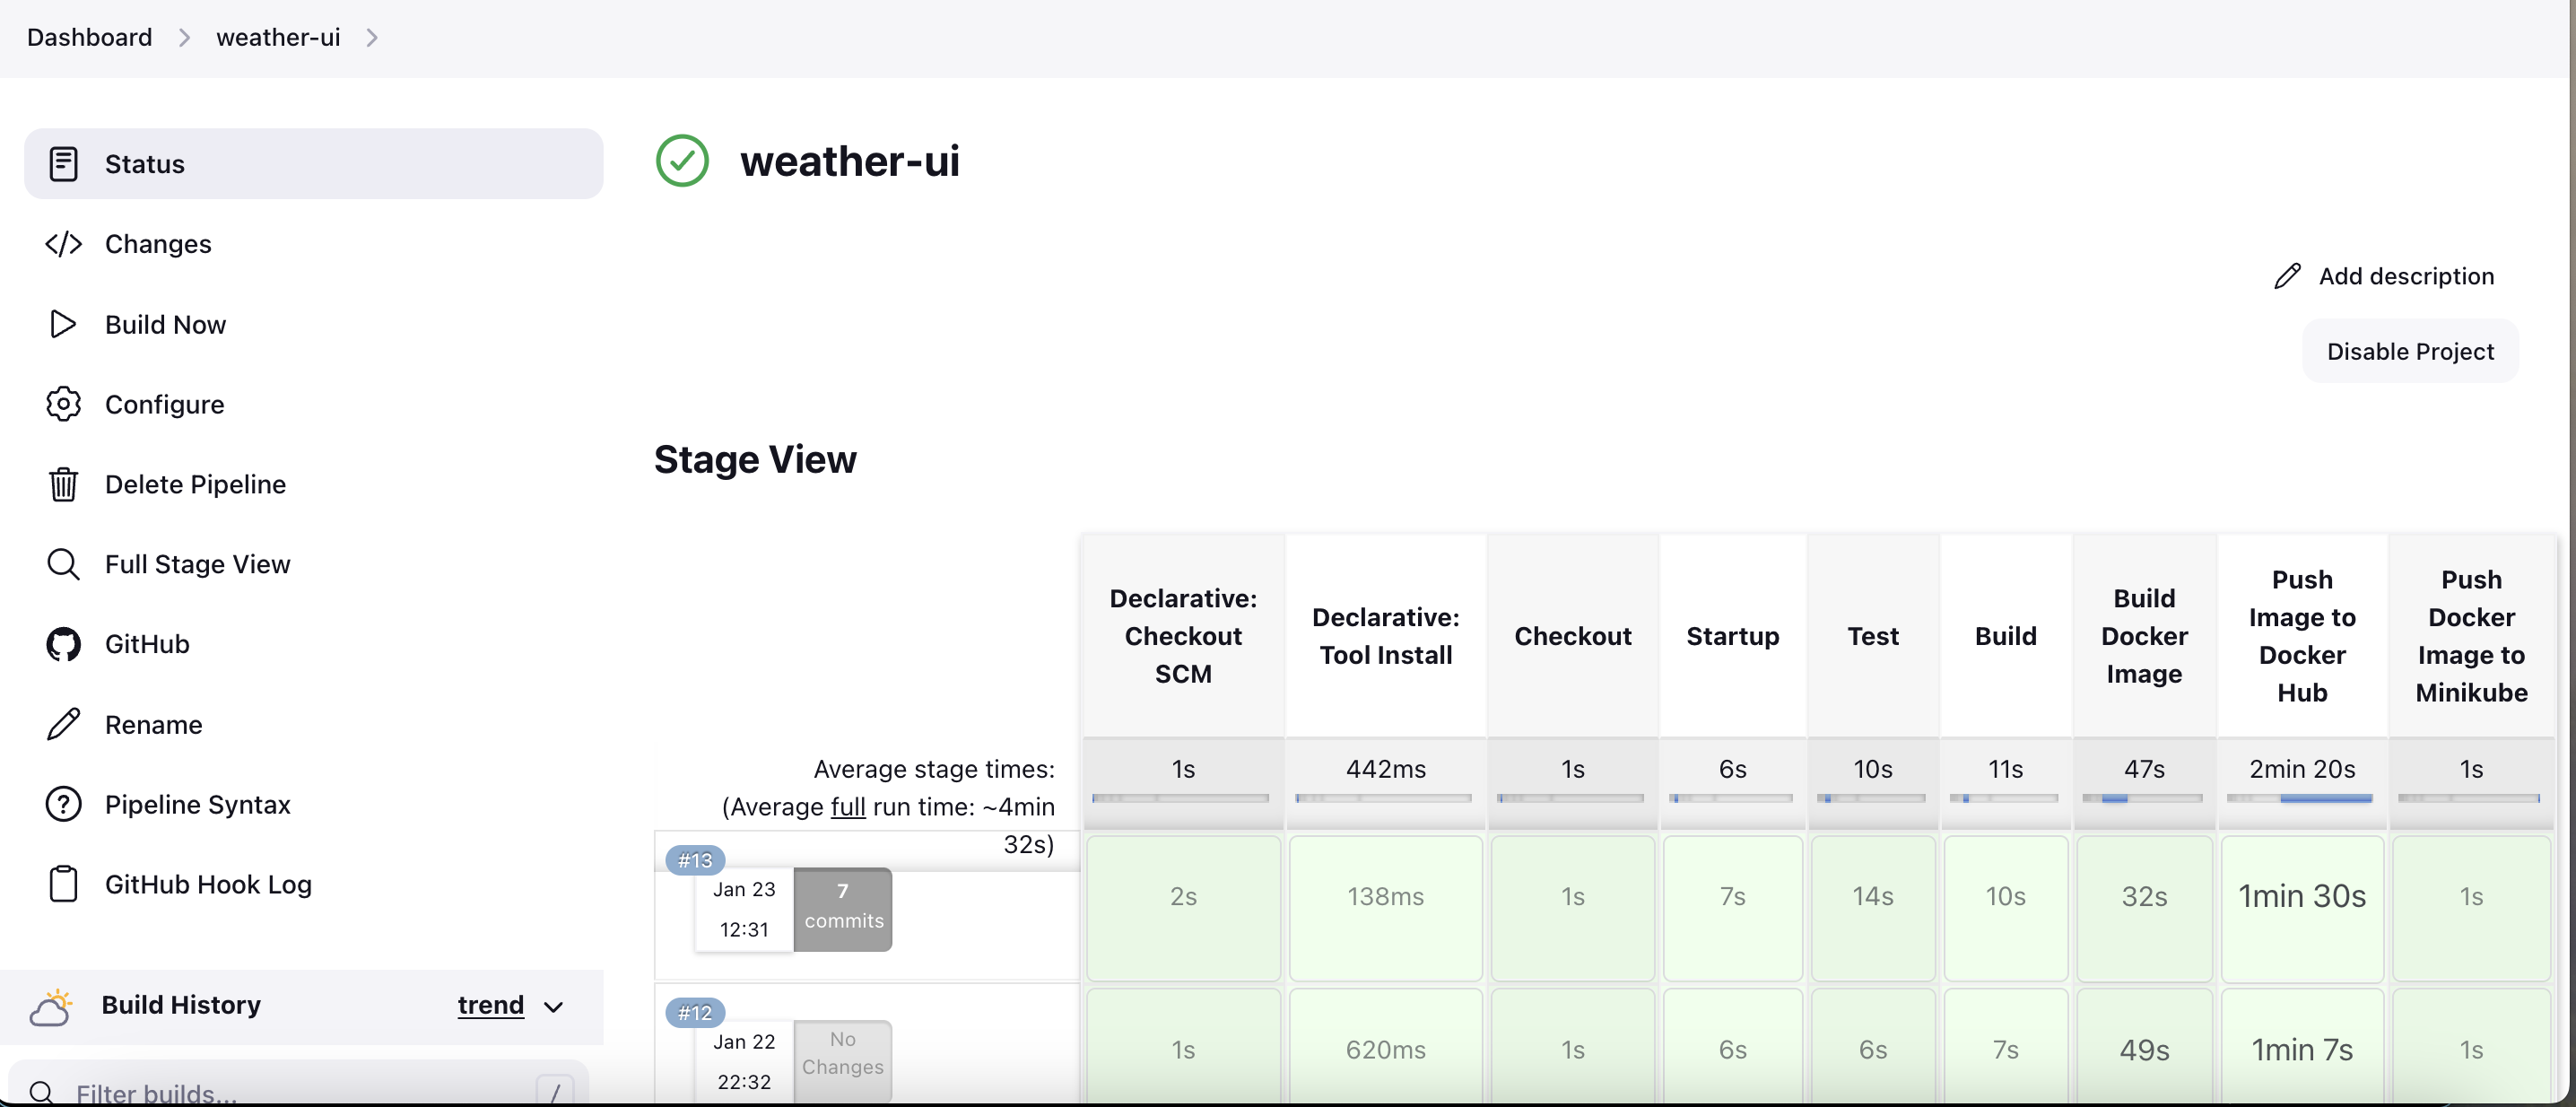 Dashboard
weather-ui
Status
Changes
Build Now
Configure
Delete Pipeline
Full Stage View
GitHub
Rename
Pipeline Syntax
GitHub Hook Log
Build History
trend
Filter builds...
/
weather-ui
Add description
Disable Project
Stage View
Declarative:
Checkout
SCM
Declarative:
Tool Install
Checkout
Startup
Test
Build
Build
Docker
Image
Push
Image to
Docker
Hub
Push
Docker
Image to
Minikube
Average stage times:
(Average full run time: ~4min
32s)
1s
442ms
1s
6s
10s
11s
47s
2min 20s
1s
#13
Jan 23
12:31
7
commits
2s
138ms
1s
7s
14s
10s
32s
1min 30s
1s
#12
Jan 22
22:32
No
Changes
1s
620ms
1s
6s
6s
7s
49s
1min 7s
1s